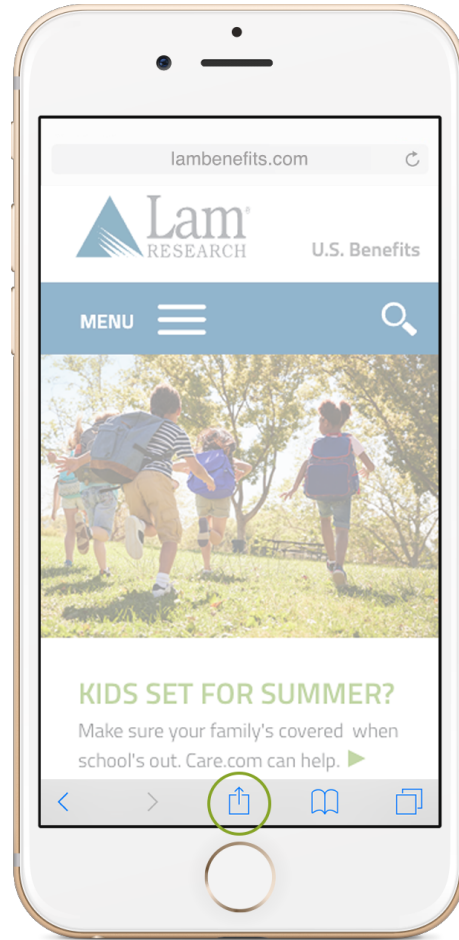 lambenefits.com
Lam®
RESEARCH
U.S. Benefits
MENU
KIDS SET FOR SUMMER?
Make sure your family's covered when
school's out. Care.com can help.